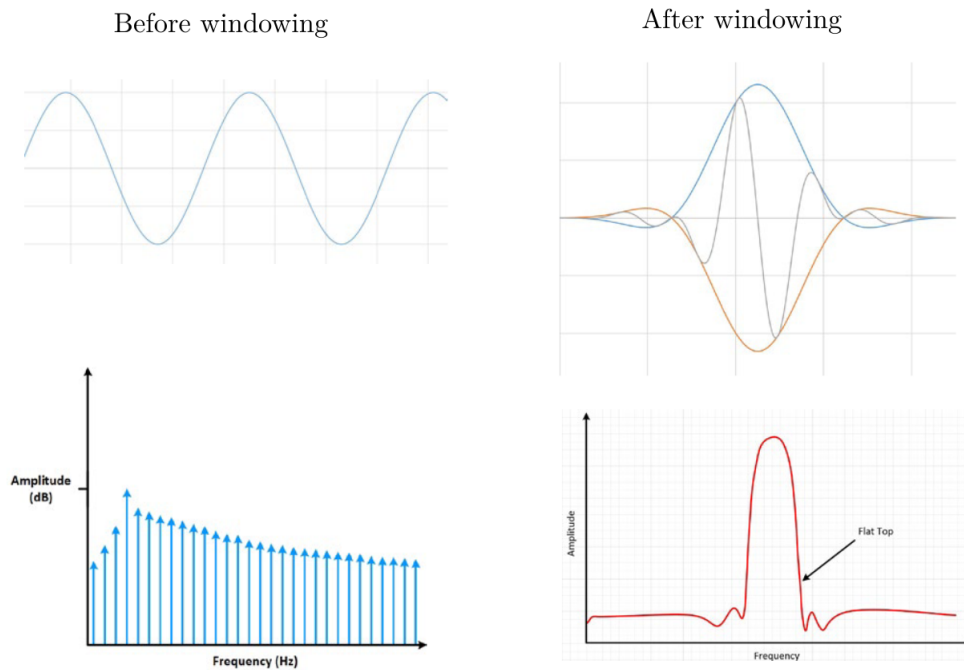 Before windowing
After windowing
Amplitude
(dB)
Frequency (Hz)
Amplitude
Flat Top
Frequency